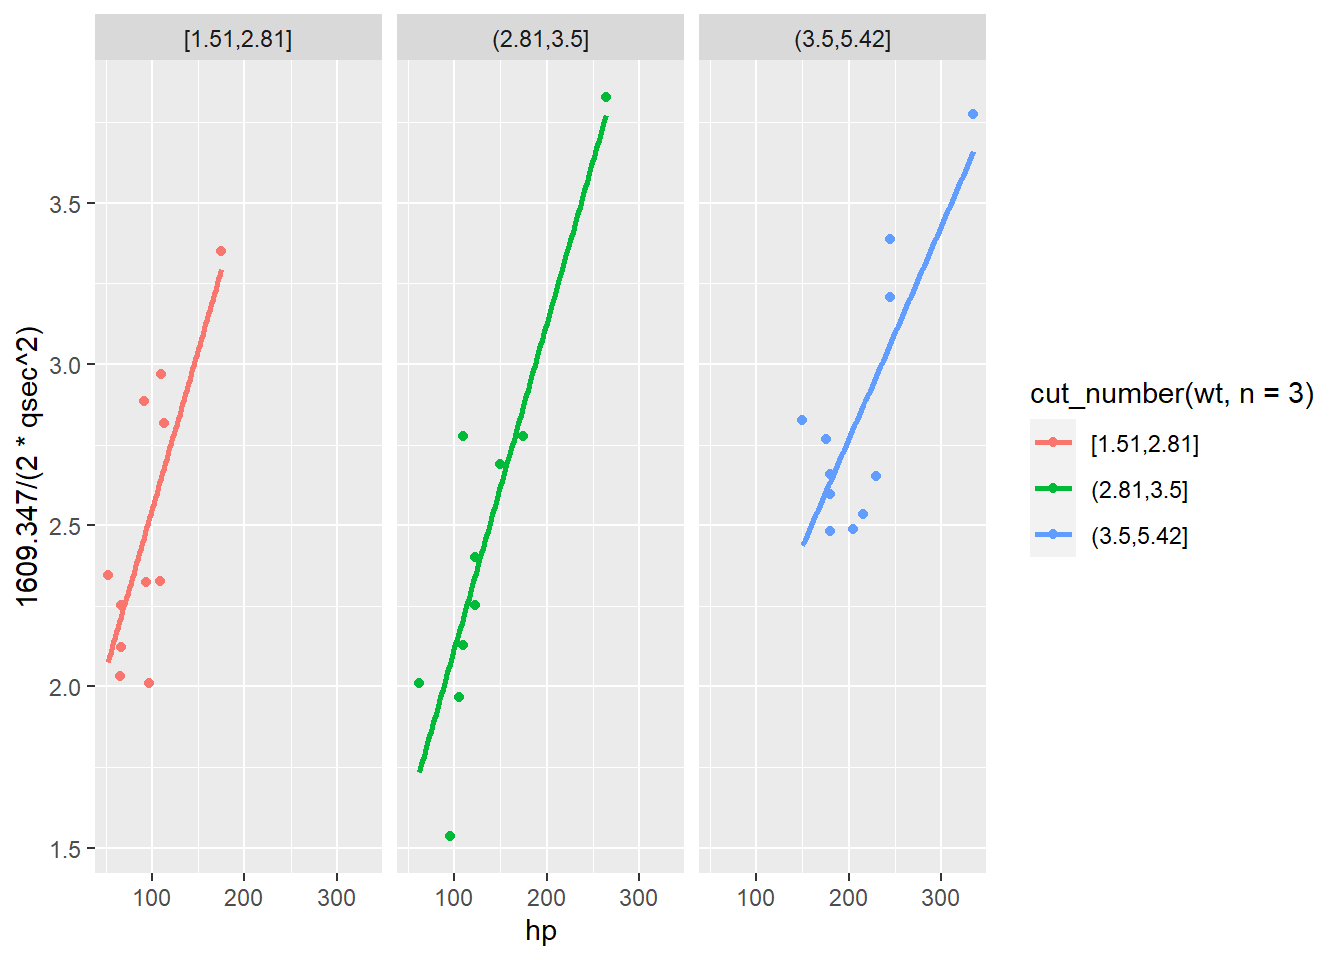 [1.51,2.81]
(2.81,3.5]
(3.5,5.42]
1609.347/(2 * qsec^2)
3.5
3.0
2.5
2.0
1.5
100 200 300
100 200 300
100 200 300
hp
cut_number(wt, n = 3)
[1.51,2.81]
(2.81,3.5]
(3.5,5.42]